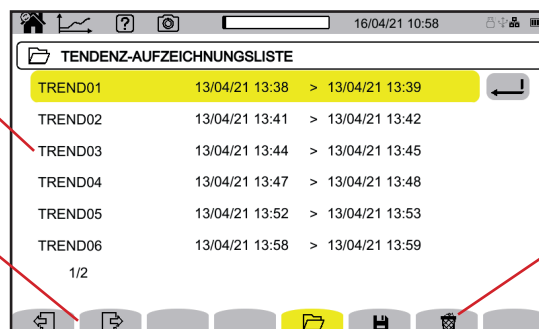 16/04/21 10:58
TENDENZ-AUFZEICHNUNGSLISTE
TREND01 13/04/21 13:38 > 13/04/21 13:39
TREND02 13/04/21 13:41 > 13/04/21 13:42
TREND03 13/04/21 13:44 > 13/04/21 13:45
TREND04 13/04/21 13:47 > 13/04/21 13:48
TREND05 13/04/21 13:52 > 13/04/21 13:53
TREND06 13/04/21 13:58 > 13/04/21 13:59
1/2